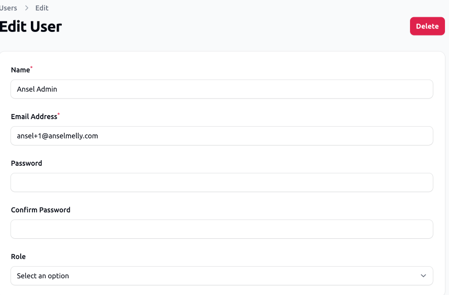 Users > Edit
Edit User
Delete
Name*
Ansel Admin
Email Address*
ansel+1@anselmelly.com
Password
Confirm Password
Role
Select an option